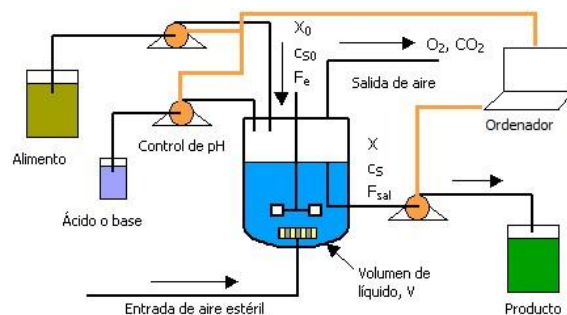 X0
cS0
Fe
O2, CO2
Salida de aire
Ordenador
Alimento
Control de pH
X
cS
Fsal
Ácido o base
Volumen de
líquido, V
Entrada de aire estéril
Producto